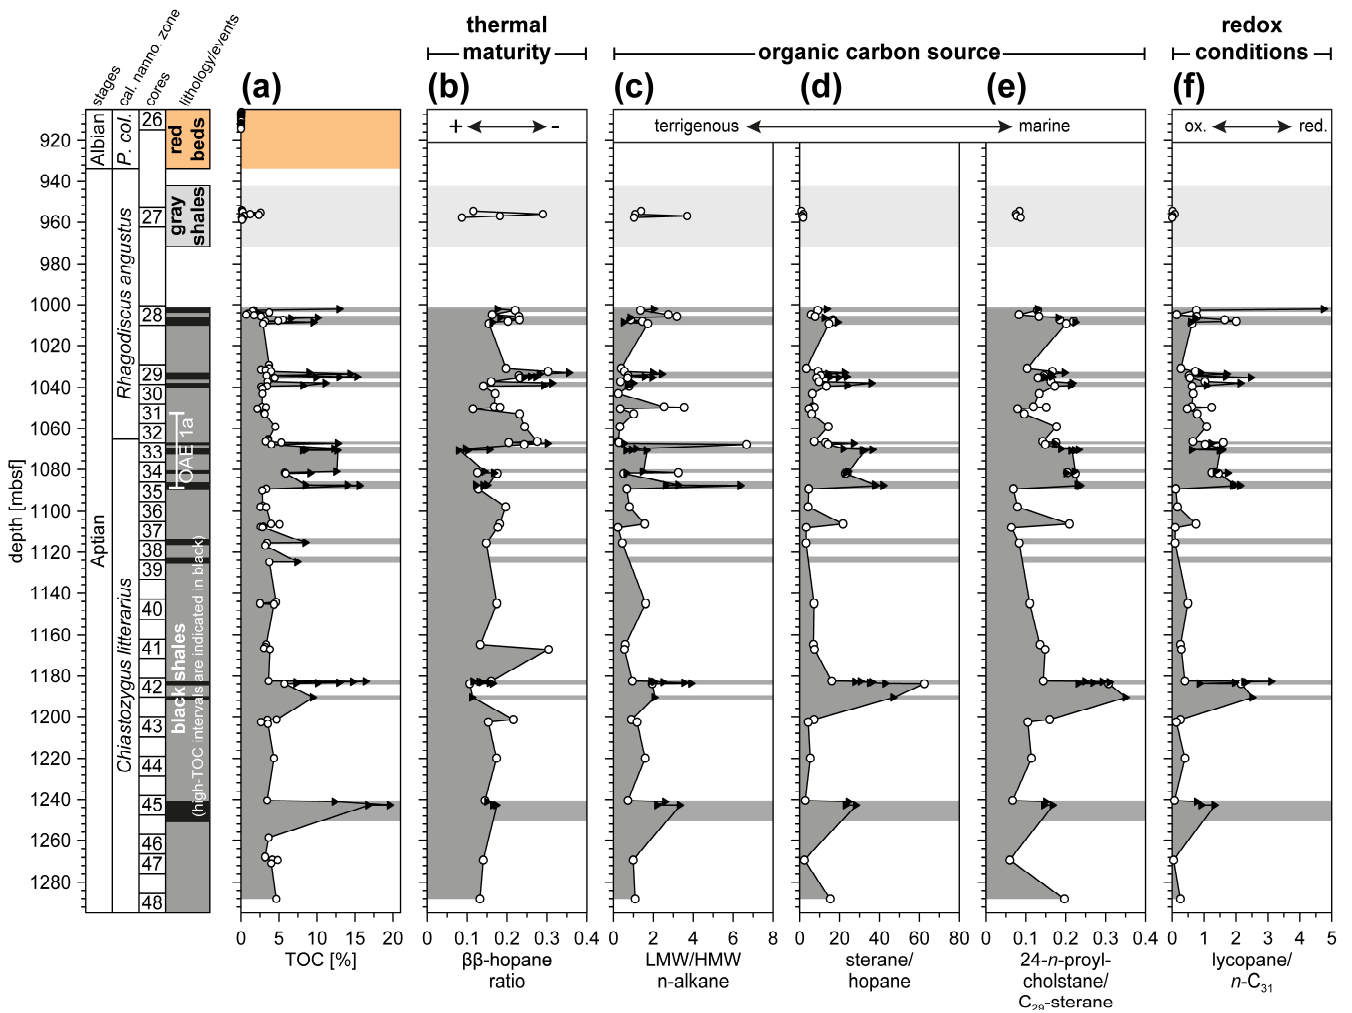 thermal
maturity
organic carbon source
redox
conditions
stages
cal. nanno. zone
cores
lithology/events
(a)
(b)
(c)
(d)
(e)
(f)
+ -
terrigenous marine
ox. red.
depth [mbsf]
920
940
960
980
1000
1020
1040
1060
1080
1100
1120
1140
1160
1180
1200
1220
1240
1260
1280
Albian
Aptian
P. col.
Rhagodiscus angustus
Chiastozygus litterarius
26
27
28
29
30
31
32
33
34
35
36
37
38
39
40
41
42
43
44
45
46
47
48
red
beds
gray
shales
OAE 1a
black shales
(high-TOC intervals are indicated in black)
0 5 10 15 20
TOC [%]
0 0.1 0.2 0.3 0.4
ββ-hopane
ratio
0 2 4 6 8
LMW/HMW
n-alkane
0 20 40 60 80
sterane/
hopane
0 0.1 0.2 0.3 0.4
24-n-proyl-
cholstane/
C29-sterane
0 1 2 3 4 5
lycopane/
n-C31